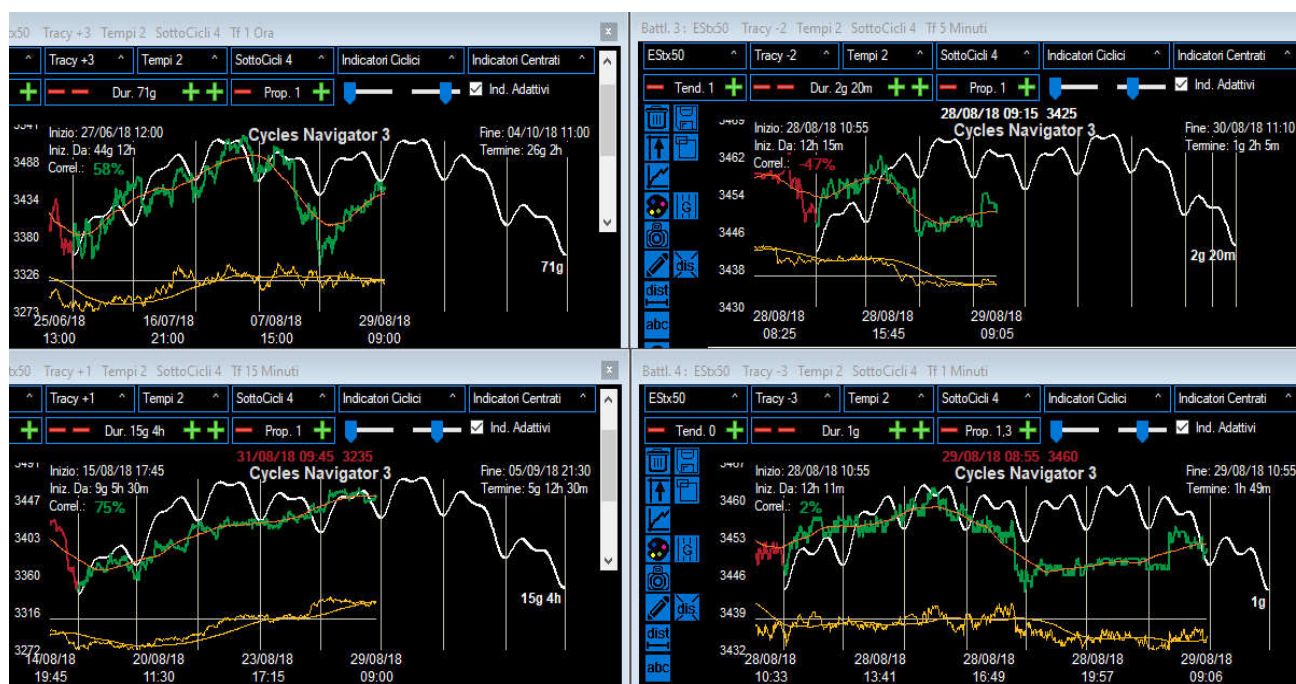 tx50 Tracy +3 Tempi 2 SottoCicli 4 Tf 1 Ora
x
^ Tracy +3 ^ Tempi 2 ^ SottoCicli 4 ^ Indicatori Ciclici ^ Indicatori Centrati ^
Dur. 71g Prop. 1 Ind. Adattivi
3541
Inizio: 27/06/18 12:00
Cycles Navigator 3
Fine: 04/10/18 11:00
Iniz. Da: 44g 12h
Termine: 26g 2h
Correl.: 58%
3488
3434
3380
3326
3273
71g
25/06/18 16/07/18 07/08/18 29/08/18
13:00 21:00 15:00 09:00
Battl. 3 : EStx50 Tracy -2 Tempi 2 SottoCicli 4 Tf 5 Minuti
EStx50 ^ Tracy -2 ^ Tempi 2 ^ SottoCicli 4 ^ Indicatori Ciclici ^ Indicatori Centrati ^
Tend. 1 Dur. 2g 20m Prop. 1 Ind. Adattivi
28/08/18 09:15 3425
3469
Inizio: 28/08/18 10:55
Cycles Navigator 3
Fine: 30/08/18 11:10
Iniz. Da: 12h 15m
Termine: 1g 2h 5m
Correl.: -47%
3462
3454
3446
3438
3430
G
dis
dist
abc
2g 20m
28/08/18 28/08/18 29/08/18
08:25 15:45 09:05
tx50 Tracy +1 Tempi 2 SottoCicli 4 Tf 15 Minuti
x
^ Tracy +1 ^ Tempi 2 ^ SottoCicli 4 ^ Indicatori Ciclici ^ Indicatori Centrati ^
Dur. 15g 4h Prop. 1 Ind. Adattivi
31/08/18 09:45 3235
3491
Inizio: 15/08/18 17:45
Cycles Navigator 3
Fine: 05/09/18 21:30
Iniz. Da: 9g 5h 30m
Termine: 5g 12h 30m
Correl.: 75%
3447
3403
3360
3316
3272
15g 4h
14/08/18 20/08/18 23/08/18 29/08/18
19:45 11:30 17:15 09:00
Battl. 4 : EStx50 Tracy -3 Tempi 2 SottoCicli 4 Tf 1 Minuti
EStx50 ^ Tracy -3 ^ Tempi 2 ^ SottoCicli 4 ^ Indicatori Ciclici ^ Indicatori Centrati ^
Tend. 0 Dur. 1g Prop. 1,3 Ind. Adattivi
29/08/18 08:55 3460
3467
Inizio: 28/08/18 10:55
Cycles Navigator 3
Fine: 29/08/18 10:55
Iniz. Da: 12h 11m
Termine: 1h 49m
Correl.: 2%
3460
3453
3446
3439
3432
G
dis
dist
abc
1g
28/08/18 28/08/18 28/08/18 28/08/18 29/08/18
10:33 13:41 16:49 19:57 09:06